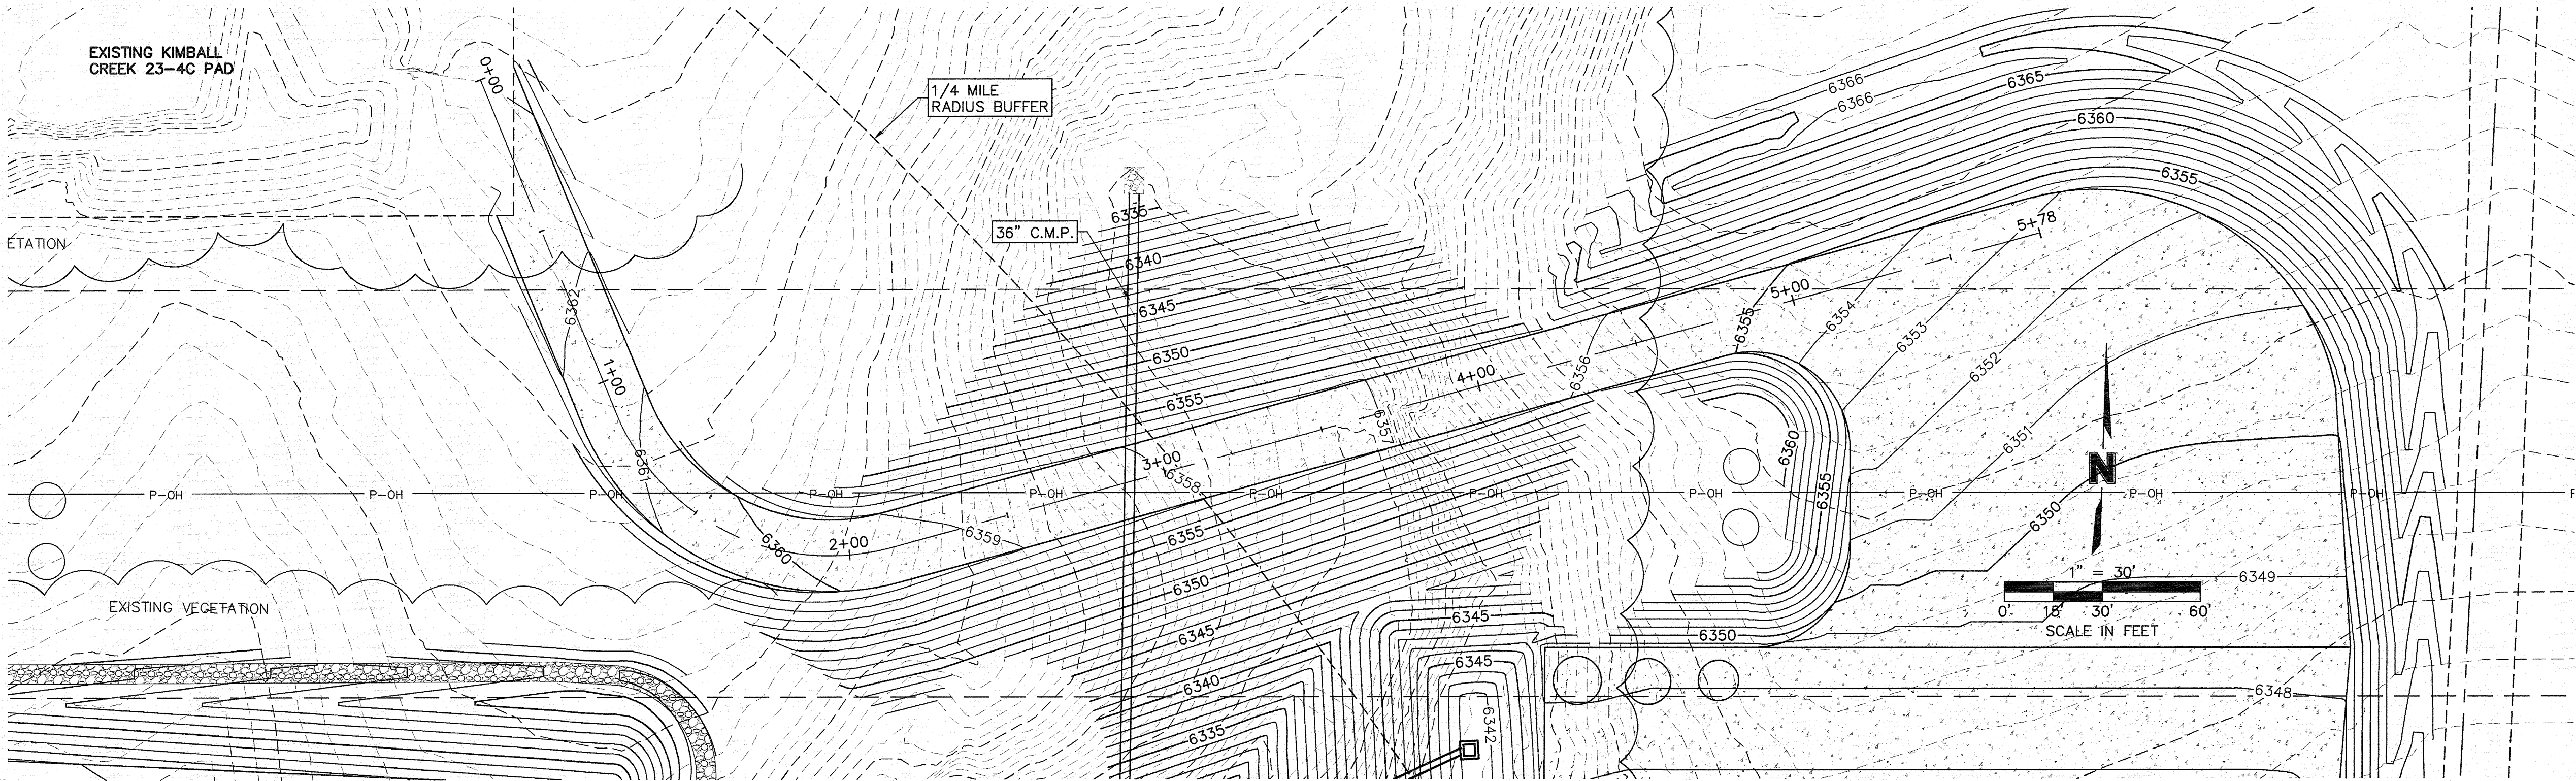 EXISTING KIMBALL
CREEK 23-4C PAD
0+00
1/4 MILE
RADIUS BUFFER
6366
6366
6365
6360
6355
6335
36" C.M.P.
ETATION
6340
5+78
6362
6345
5+00
6355
6354
6353
6350
6352
1+00
4+00
6356
6355
6357
6351
6360
6361
3+00
6358
6355
N
P-OH
P-OH
P-OH
P-OH
P-OH
P-OH
P-OH
P-OH
P-OH
P-OH
P-OH
6350
6359
6355
6360
2+00
1" = 30'
6349
6350
0' 15' 30' 60'
EXISTING VEGETATION
SCALE IN FEET
6345
6345
6350
6345
6340
6348
6342
6335